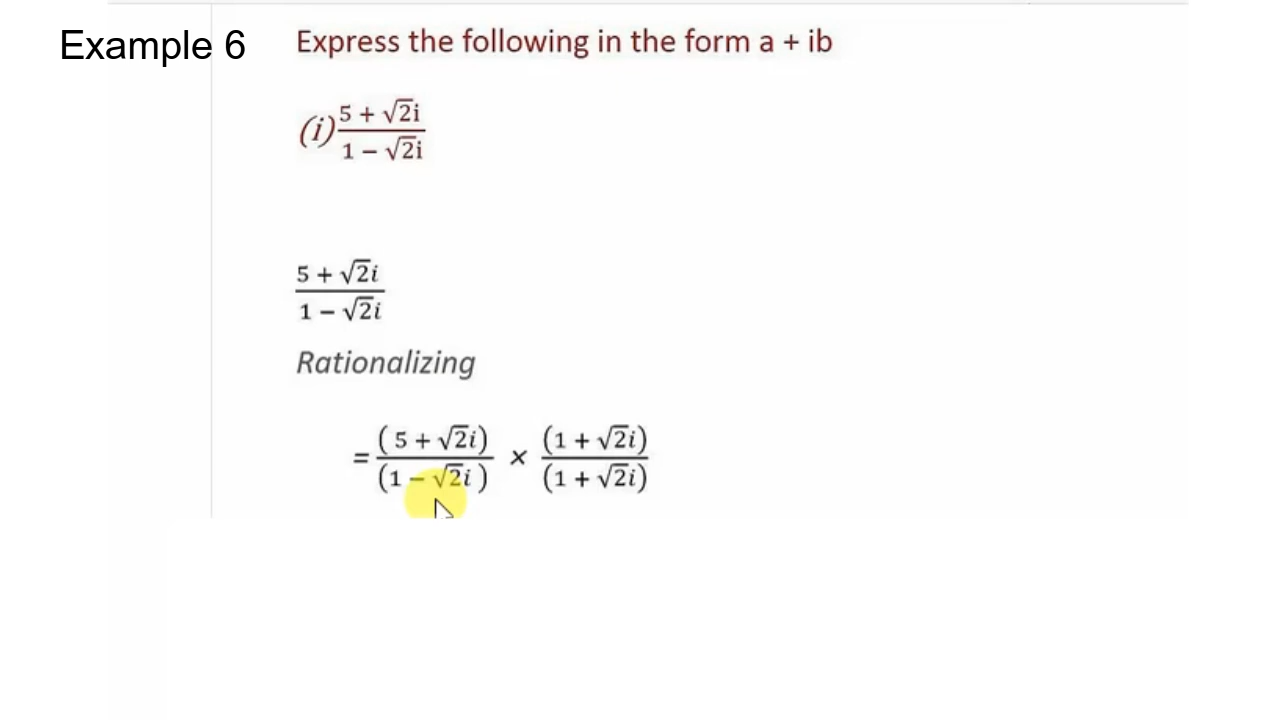 Example 6
Express the following in the form a + ib
(i) (5 + √2i)/(1 − √2i)
(5 + √2i)/(1 − √2i)
Rationalizing
= (5 + √2i)/(1 − √2i) × (1 + √2i)/(1 + √2i)